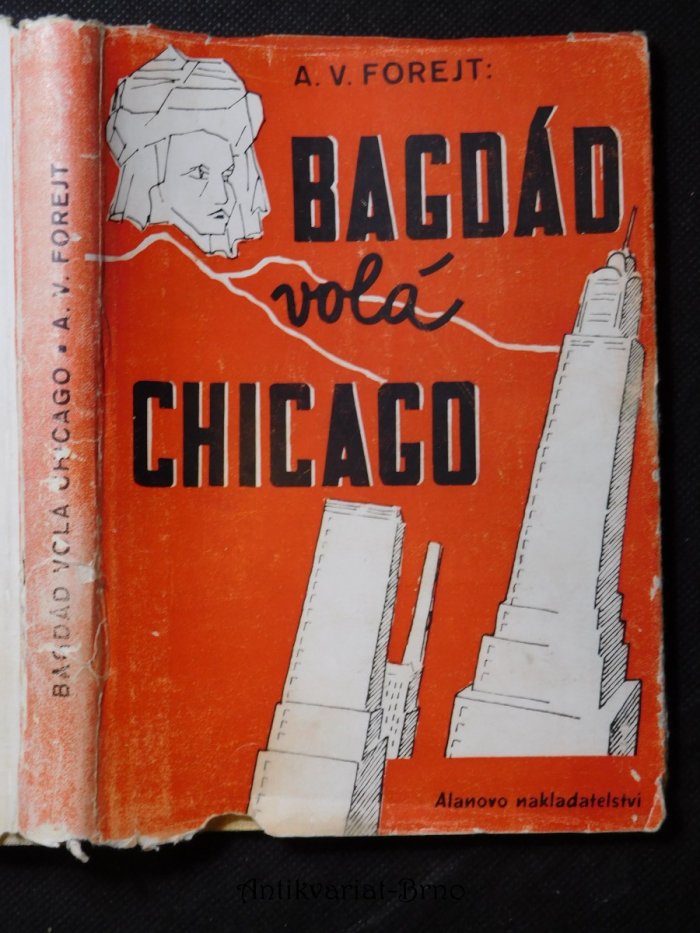 A. V. FOREJT:
BAGDÁD
volá
CHICAGO
Alanovo nakladatelství
BAGDÁD VOLÁ CHICAGO • A. V. FOREJT
Antikvariat-Brno